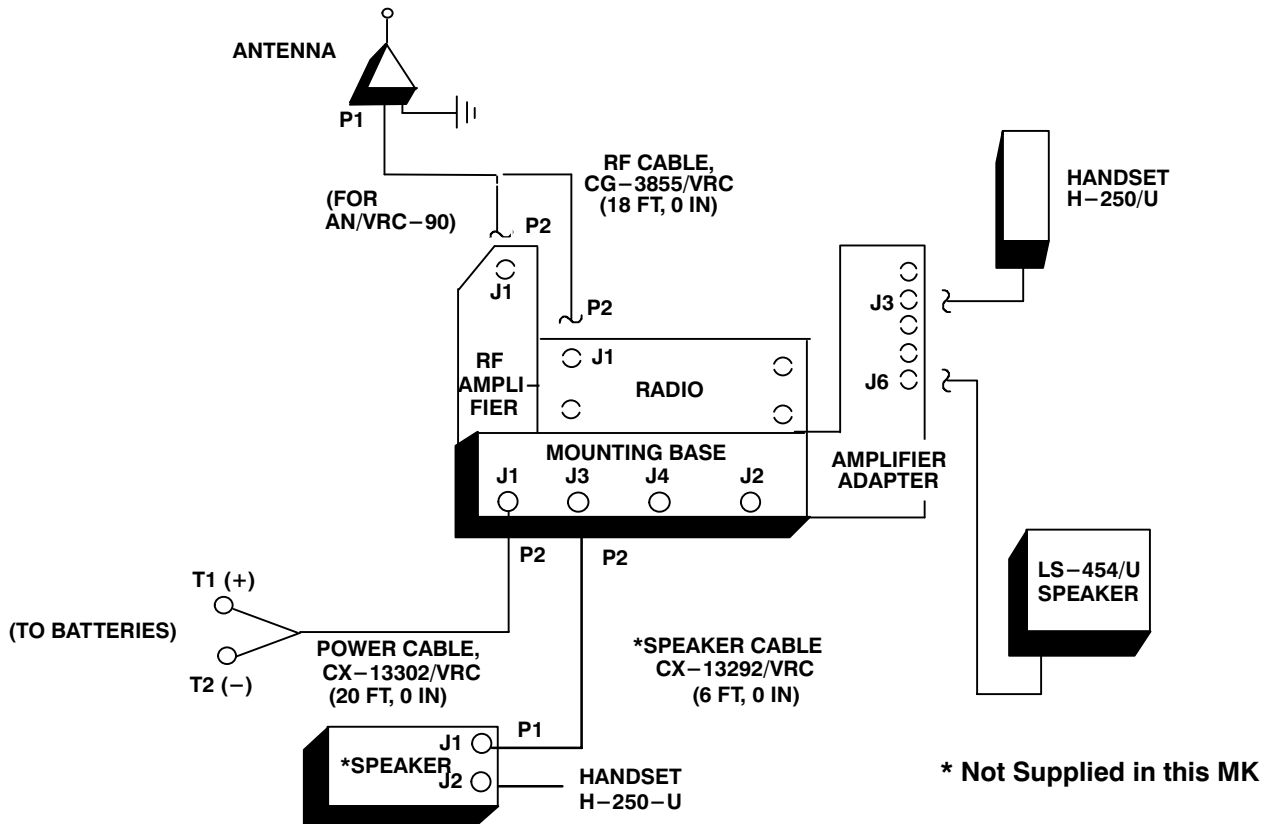 ANTENNA
P1
RF CABLE,
CG−3855/VRC
(18 FT, 0 IN)
(FOR
AN/VRC−90)
P2
HANDSET
H−250/U
J1
P2
J3
J1
RF
AMPLI−
FIER
RADIO
J6
MOUNTING BASE
J1
J3
J4
J2
AMPLIFIER
ADAPTER
P2
P2
LS−454/U
SPEAKER
T1 (+)
(TO BATTERIES)
T2 (−)
POWER CABLE,
CX−13302/VRC
(20 FT, 0 IN)
*SPEAKER CABLE
CX−13292/VRC
(6 FT, 0 IN)
P1
J1
*SPEAKER
J2
HANDSET
H−250−U
* Not Supplied in this MK